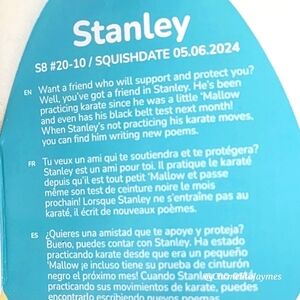 Stanley
S8 #20-10 / SQUISHDATE 05.06.2024
EN Want a friend who will support and protect you?
Well, you've got a friend in Stanley. He's been
practicing karate since he was a little 'Mallow
and even has his black belt test next month!
When Stanley's not practicing his karate moves,
you can find him writing new poems.
FR Tu veux un ami qui te soutiendra et te protégera?
Stanley est un ami pour toi. Il pratique le karaté
depuis qu'il est tout petit 'Mallow et passe
même son test de ceinture noire le mois
prochain! Lorsque Stanley ne s'entraîne pas au
karaté, il écrit de nouveaux poèmes.
ES ¿Quieres una amistad que te apoye y proteja?
Bueno, puedes contar con Stanley. Ha estado
practicando karate desde que era un pequeño
'Mallow ¡e incluso tiene su prueba de cinturón
negro el próximo mes! Cuando Stanley no está
practicando sus movimientos de karate, puedes
encontrarlo escribiendo nuevos poemas.